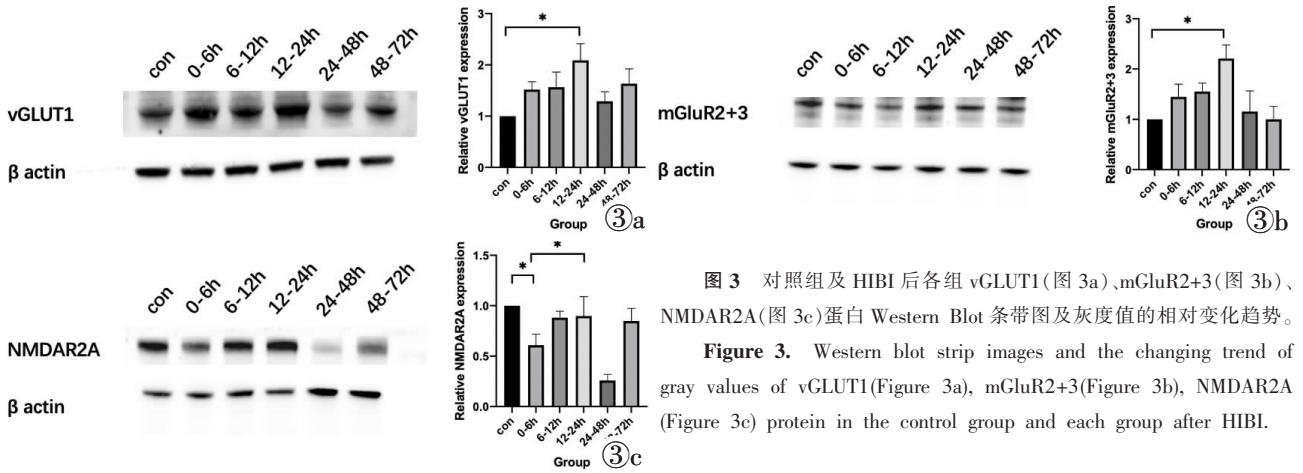 con
0-6h
6-12h
12-24h
24-48h
48-72h
vGLUT1
β actin
Relative vGLUT1 expression
3
2
1
0
*
con
0-6h
6-12h
12-24h
24-48h
48-72h
Group
③a
con
0-6h
6-12h
12-24h
24-48h
48-72h
mGluR2+3
β actin
Relative mGluR2+3 expression
3
2
1
0
*
con
0-6h
6-12h
12-24h
24-48h
48-72h
Group
③b
con
0-6h
6-12h
12-24h
24-48h
48-72h
NMDAR2A
β actin
Relative NMDAR2A expression
1.5
1.0
0.5
0.0
*
*
con
0-6h
6-12h
12-24h
24-48h
-72h
Group
③c
图 3 对照组及 HIBI 后各组 vGLUT1(图 3a)、mGluR2+3(图 3b)、
NMDAR2A(图 3c)蛋白 Western Blot 条带图及灰度值的相对变化趋势。
Figure 3. Western blot strip images and the changing trend of
gray values of vGLUT1(Figure 3a), mGluR2+3(Figure 3b), NMDAR2A
(Figure 3c) protein in the control group and each group after HIBI.